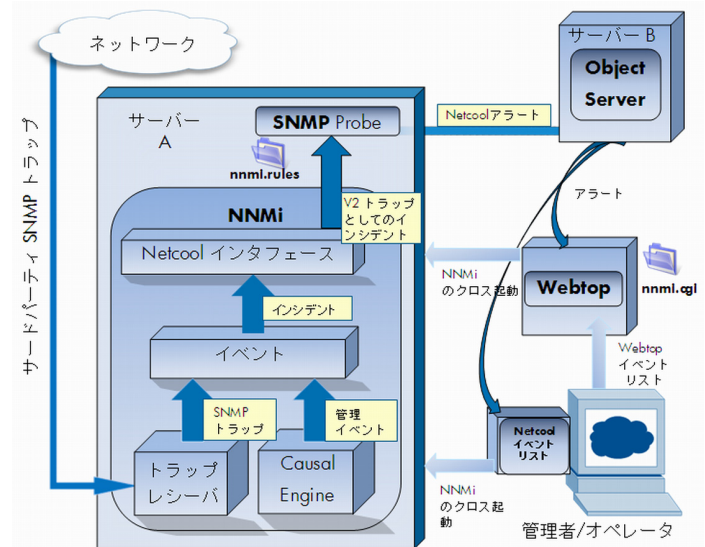 ネットワーク
サーバー B
Object
Server
サーバー
A
SNMP Probe
Netcoolアラート
nnml.rules
サードパーティ SNMP トラップ
アラート
NNMi
V2 トラップ
としてのイ
ンシデント
Netcool インタフェース
NNMi
のクロス起動
Webtop
nnml.cgl
インシデント
イベント
Webtop
イベント
リスト
SNMP
トラップ
管理
イベント
Netcool
イベント
リスト
トラップ
レシーバ
Causal
Engine
NNMi
のクロス起
動
管理者/オペレータ